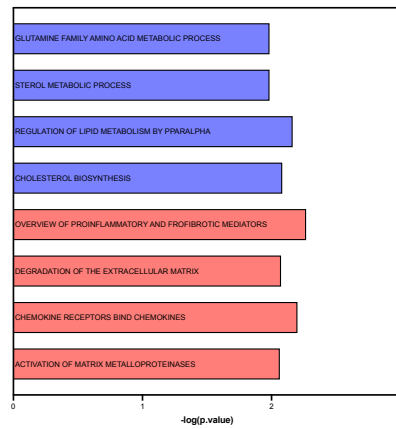 GLUTAMINE FAMILY AMINO ACID METABOLIC PROCESS
STEROL METABOLIC PROCESS
REGULATION OF LIPID METABOLISM BY PPARALPHA
CHOLESTEROL BIOSYNTHESIS
OVERVIEW OF PROINFLAMMATORY AND FROFIBROTIC MEDIATORS
DEGRADATION OF THE EXTRACELLULAR MATRIX
CHEMOKINE RECEPTORS BIND CHEMOKINES
ACTIVATION OF MATRIX METALLOPROTEINASES
0 1 2
-log(p.value)